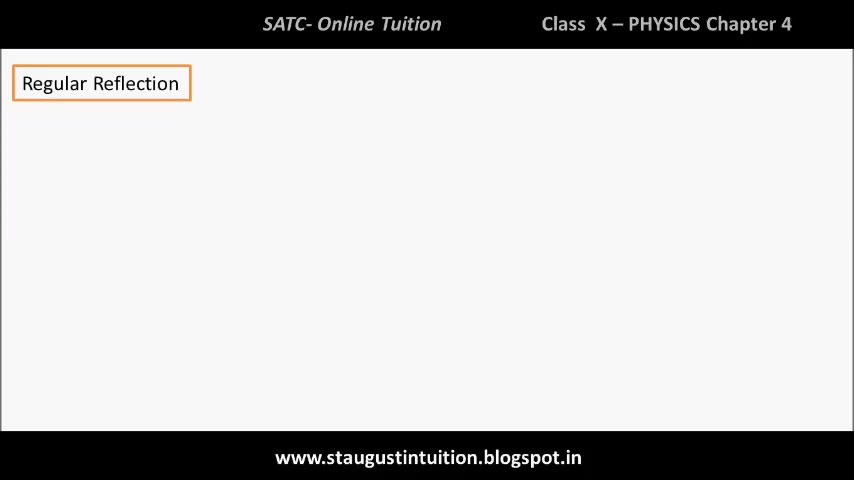 SATC- Online Tuition Class X – PHYSICS Chapter 4
Regular Reflection
www.staugustintuition.blogspot.in